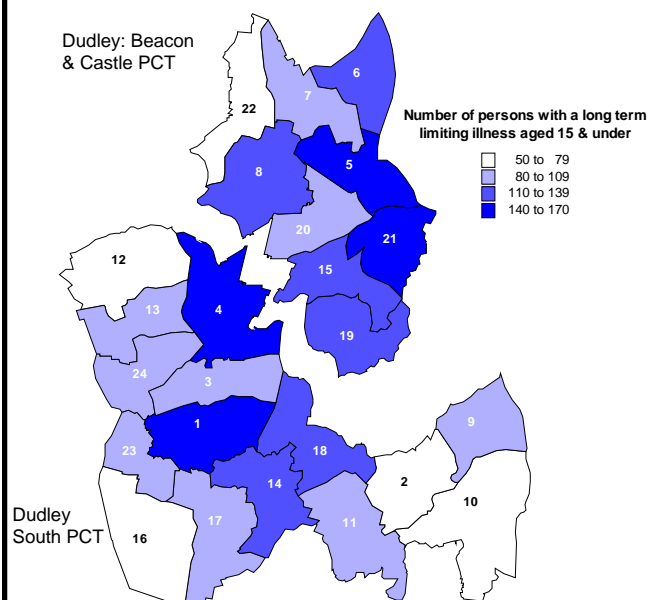 Dudley: Beacon
& Castle PCT
6
7
22
Number of persons with a long term
limiting illness aged 15 & under
50 to 79
80 to 109
110 to 139
140 to 170
5
8
20
21
12
15
13
4
19
24
3
9
1
23
18
2
14
10
17
11
Dudley
South PCT
16